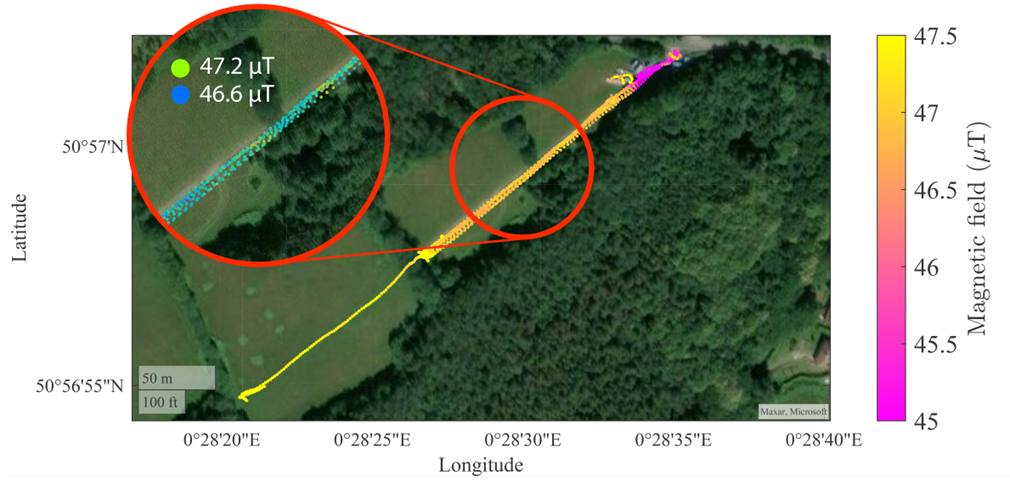 47.2 μT
46.6 μT
50°57'N
50°56'55"N
Latitude
50 m
100 ft
Maxar, Microsoft
0°28'20"E
0°28'25"E
0°28'30"E
0°28'35"E
0°28'40"E
Longitude
47.5
47
46.5
46
45.5
45
Magnetic field (μT)